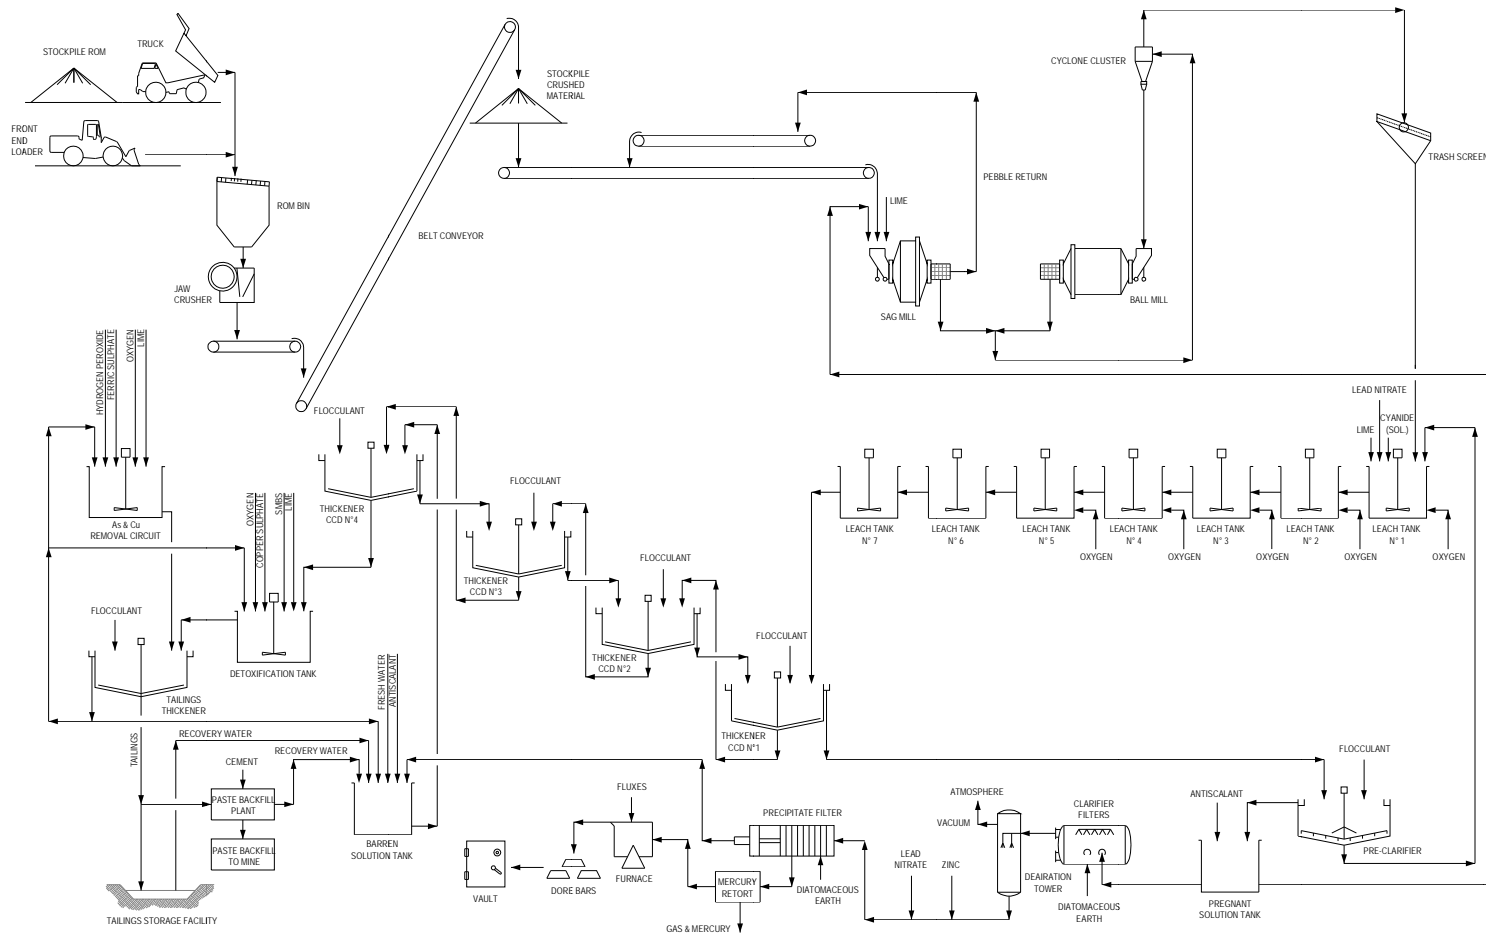 TRUCK
STOCKPILE ROM
STOCKPILE
CRUSHED
MATERIAL
CYCLONE CLUSTER
FRONT
END
LOADER
TRASH SCREEN
PEBBLE RETURN
ROM BIN
LIME
BELT CONVEYOR
JAW
CRUSHER
SAG MILL
BALL MILL
HYDROGEN PEROXIDE
FERRIC SULPHATE
OXYGEN
LIME
LEAD NITRATE
CYANIDE
(SOL.)
LIME
FLOCCULANT
FLOCCULANT
FLOCCULANT
FLOCCULANT
THICKENER
CCD N°4
THICKENER
CCD N°3
THICKENER
CCD N°2
THICKENER
CCD N°1
LEACH TANK
N° 7
LEACH TANK
N° 6
LEACH TANK
N° 5
LEACH TANK
N° 4
LEACH TANK
N° 3
LEACH TANK
N° 2
LEACH TANK
N° 1
OXYGEN
OXYGEN
OXYGEN
OXYGEN
OXYGEN
As & Cu
REMOVAL CIRCUIT
OXYGEN
COPPER SULPHATE
SMBS
LIME
FLOCCULANT
DETOXIFICATION TANK
TAILINGS
THICKENER
FRESH WATER
ANTISCALANT
TAILINGS
RECOVERY WATER
RECOVERY WATER
CEMENT
PASTE BACKFILL
PLANT
PASTE BACKFILL
TO MINE
TAILINGS STORAGE FACILITY
BARREN
SOLUTION TANK
FLUXES
VAULT
DORE BARS
FURNACE
PRECIPITATE FILTER
MERCURY
RETORT
GAS & MERCURY
DIATOMACEOUS
EARTH
LEAD
NITRATE
ZINC
ATMOSPHERE
VACUUM
DEAIRATION
TOWER
CLARIFIER
FILTERS
DIATOMACEOUS
EARTH
ANTISCALANT
PREGNANT
SOLUTION TANK
FLOCCULANT
PRE-CLARIFIER